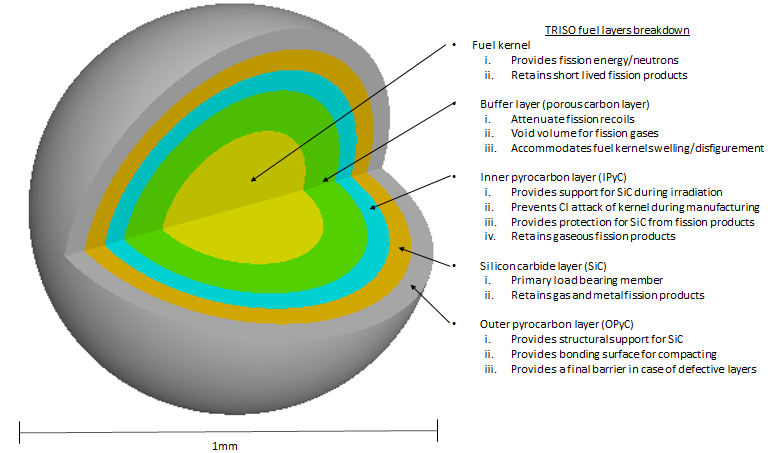 TRISO fuel layers breakdown
• Fuel kernel
i. Provides fission energy/neutrons
ii. Retains short lived fission products
• Buffer layer (porous carbon layer)
i. Attenuate fission recoils
ii. Void volume for fission gases
iii. Accommodates fuel kernel swelling/disfigurement
• Inner pyrocarbon layer (IPyC)
i. Provides support for SiC during irradiation
ii. Prevents Cl attack of kernel during manufacturing
iii. Provides protection for SiC from fission products
iv. Retains gaseous fission products
• Silicon carbide layer (SiC)
i. Primary load bearing member
ii. Retains gas and metal fission products
• Outer pyrocarbon layer (OPyC)
i. Provides structural support for SiC
ii. Provides bonding surface for compacting
iii. Provides a final barrier in case of defective layers
1mm